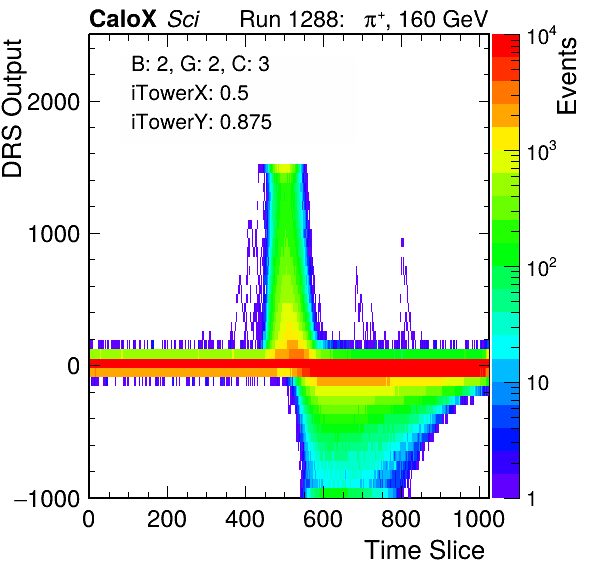 CaloX Sci Run 1288: π⁺, 160 GeV
B: 2, G: 2, C: 3
iTowerX: 0.5
iTowerY: 0.875
DRS Output
2000
1000
0
−1000
0 200 400 600 800 1000
Time Slice
Events
10⁴
10³
10²
10
1